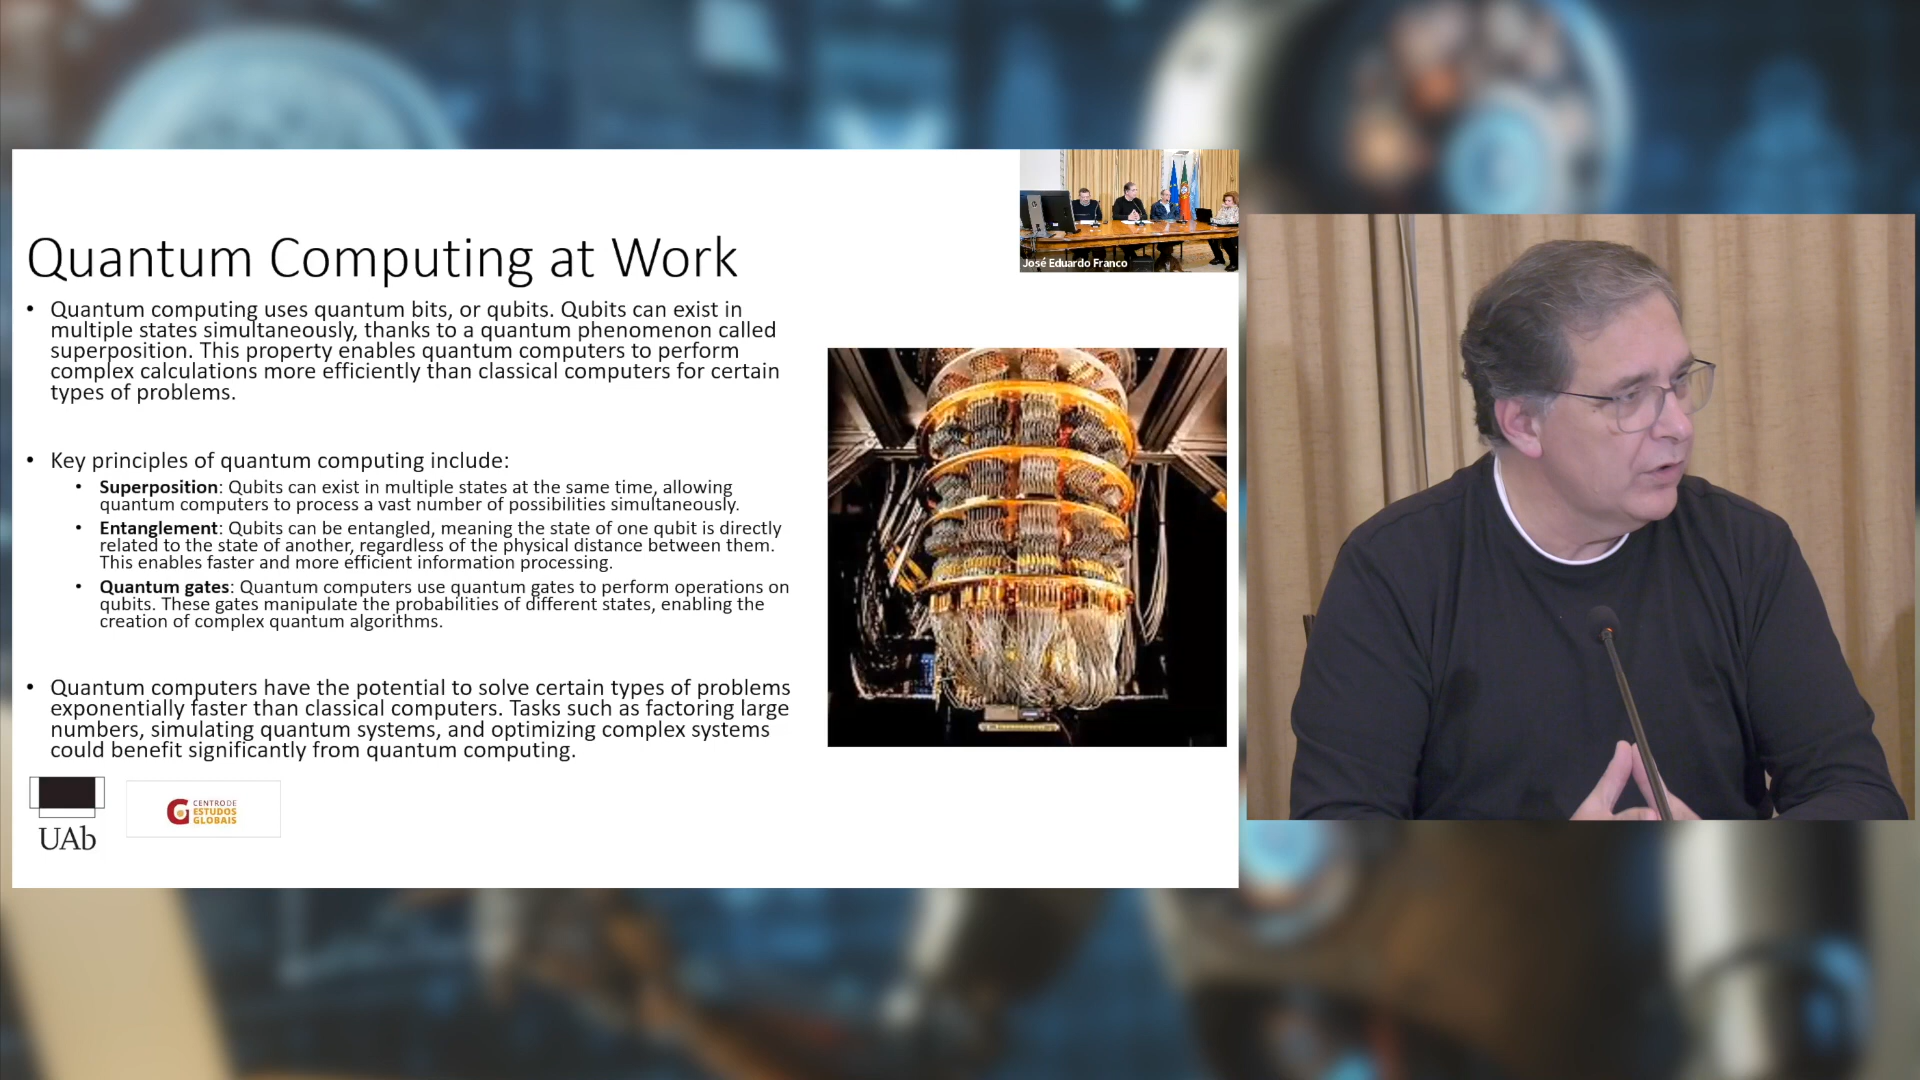 José Eduardo Franco
Quantum Computing at Work
• Quantum computing uses quantum bits, or qubits. Qubits can exist in
multiple states simultaneously, thanks to a quantum phenomenon called
superposition. This property enables quantum computers to perform
complex calculations more efficiently than classical computers for certain
types of problems.
• Key principles of quantum computing include:
• Superposition: Qubits can exist in multiple states at the same time, allowing
quantum computers to process a vast number of possibilities simultaneously.
• Entanglement: Qubits can be entangled, meaning the state of one qubit is directly
related to the state of another, regardless of the physical distance between them.
This enables faster and more efficient information processing.
• Quantum gates: Quantum computers use quantum gates to perform operations on
qubits. These gates manipulate the probabilities of different states, enabling the
creation of complex quantum algorithms.
• Quantum computers have the potential to solve certain types of problems
exponentially faster than classical computers. Tasks such as factoring large
numbers, simulating quantum systems, and optimizing complex systems
could benefit significantly from quantum computing.
UAb
CENTRO DE
ESTUDOS
GLOBAIS